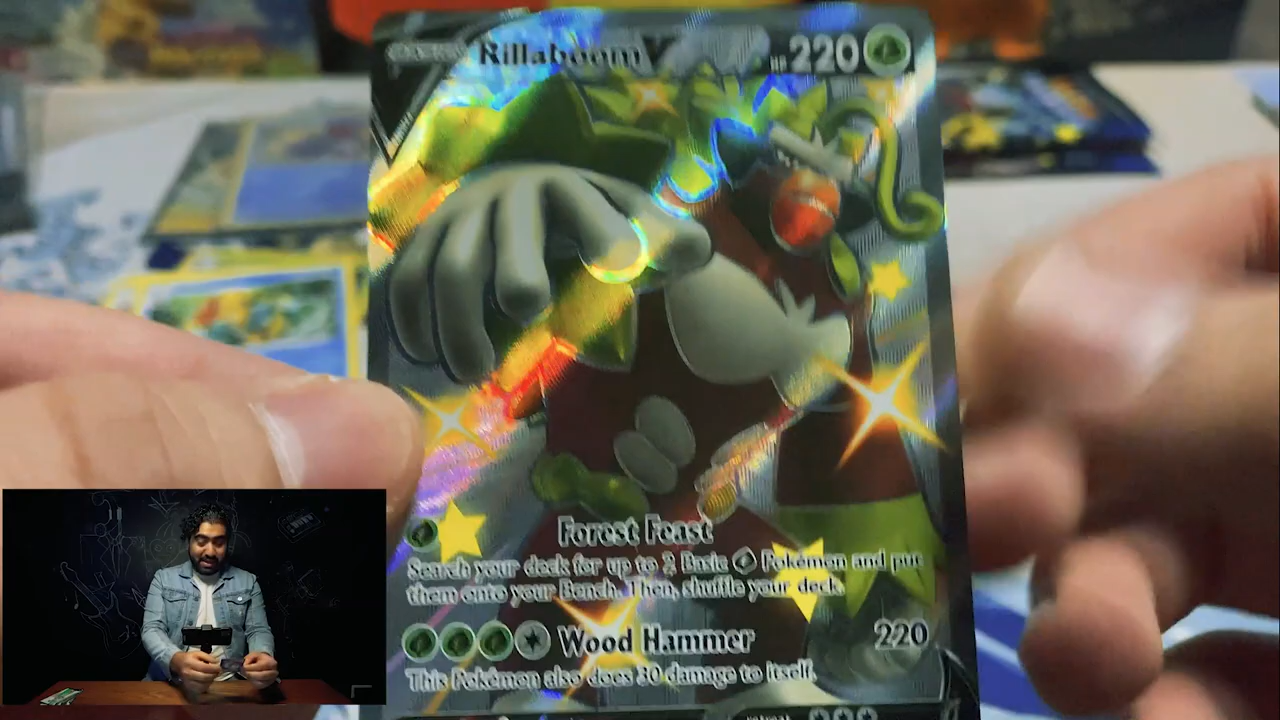 Rillaboom V HP 220
Forest Feast
Search your deck for up to 2 Basic Pokémon and put
them onto your Bench. Then, shuffle your deck.
Wood Hammer 220
This Pokémon also does 30 damage to itself.
retreat